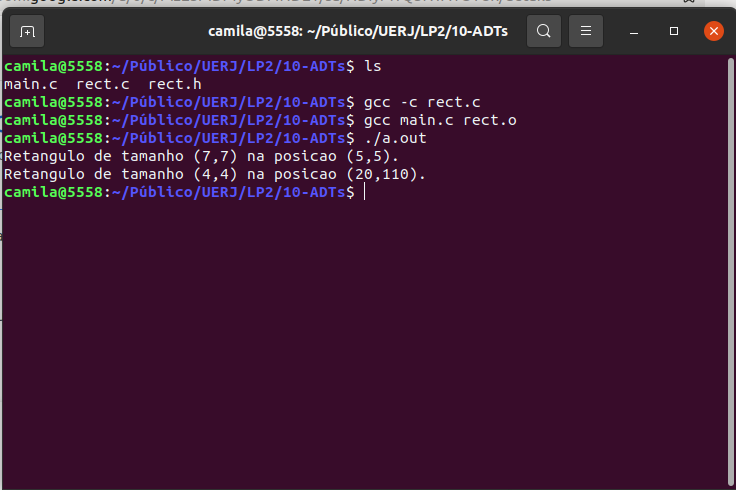 camila@5558: ~/Público/UERJ/LP2/10-ADTs
camila@5558:~/Público/UERJ/LP2/10-ADTs$ ls
main.c  rect.c  rect.h
camila@5558:~/Público/UERJ/LP2/10-ADTs$ gcc -c rect.c
camila@5558:~/Público/UERJ/LP2/10-ADTs$ gcc main.c rect.o
camila@5558:~/Público/UERJ/LP2/10-ADTs$ ./a.out
Retangulo de tamanho (7,7) na posicao (5,5).
Retangulo de tamanho (4,4) na posicao (20,110).
camila@5558:~/Público/UERJ/LP2/10-ADTs$